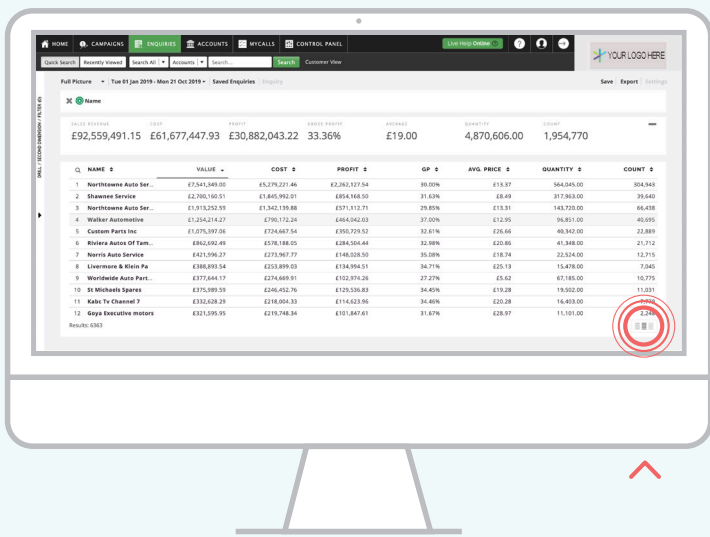 HOME CAMPAIGNS ENQUIRIES ACCOUNTS MYCALLS CONTROL PANEL Live Help Online ?
YOUR LOGO HERE
Quick Search Recently Viewed Search All Accounts Search... Search Customer View
Full Picture Tue 01 Jan 2019 - Mon 21 Oct 2019 Saved Enquiries Enquiry Save Export Settings
DRILL / SECOND DIMENSION / FILTER (0)
Name
SALES REVENUE COST PROFIT GROSS PROFIT AVERAGE QUANTITY COUNT
£92,559,491.15 £61,677,447.93 £30,882,043.22 33.36% £19.00 4,870,606.00 1,954,770
NAME VALUE COST PROFIT GP AVG. PRICE QUANTITY COUNT
1 Northtowne Auto Ser... £7,541,349.00 £5,279,221.46 £2,262,127.54 30.00% £13.37 564,045.00 304,943
2 Shawnee Service £2,700,160.51 £1,845,992.01 £854,168.50 31.63% £8.49 317,963.00 39,640
3 Northtowne Auto Ser... £1,913,252.59 £1,342,139.88 £571,112.71 29.85% £13.31 143,720.00 66,438
4 Walker Automotive £1,254,214.27 £790,172.24 £464,042.03 37.00% £12.95 96,851.00 40,695
5 Custom Parts Inc £1,075,397.06 £724,667.54 £350,729.52 32.61% £26.66 40,342.00 22,889
6 Riviera Autos Of Tam... £862,692.49 £578,188.05 £284,504.44 32.98% £20.86 41,348.00 21,712
7 Norris Auto Service £421,996.27 £273,967.77 £148,028.50 35.08% £18.74 22,524.00 12,715
8 Livermore & Klein Pa £388,893.54 £253,899.03 £134,994.51 34.71% £25.13 15,478.00 7,045
9 Worldwide Auto Part... £377,644.17 £274,669.91 £102,974.26 27.27% £5.62 67,185.00 10,775
10 St Michaels Spares £375,989.59 £246,452.76 £129,536.83 34.45% £19.28 19,502.00 11,031
11 Kabc Tv Channel 7 £332,628.29 £218,004.33 £114,623.96 34.46% £20.28 16,403.00
12 Goya Executive motors £321,595.95 £219,748.34 £101,847.61 31.67% £28.97 11,101.00 2,248
Results: 6363